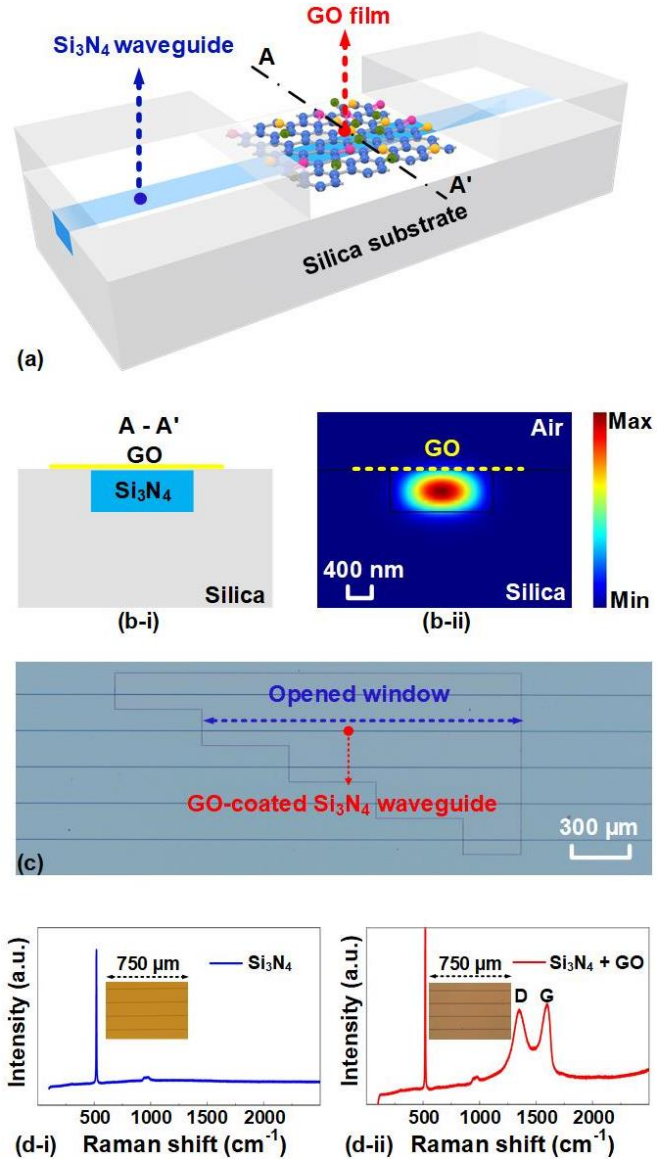 GO film
Si₃N₄ waveguide
A
A'
Silica substrate
(a)
A - A'
GO
Si₃N₄
Silica
(b-i)
Air
GO
400 nm
Silica
(b-ii)
Max
Min
Opened window
GO-coated Si₃N₄ waveguide
300 µm
(c)
Intensity (a.u.)
750 µm
Si₃N₄
500 1000 1500 2000
(d-i) Raman shift (cm⁻¹)
Intensity (a.u.)
750 µm
Si₃N₄ + GO
D G
500 1000 1500 2000
(d-ii) Raman shift (cm⁻¹)